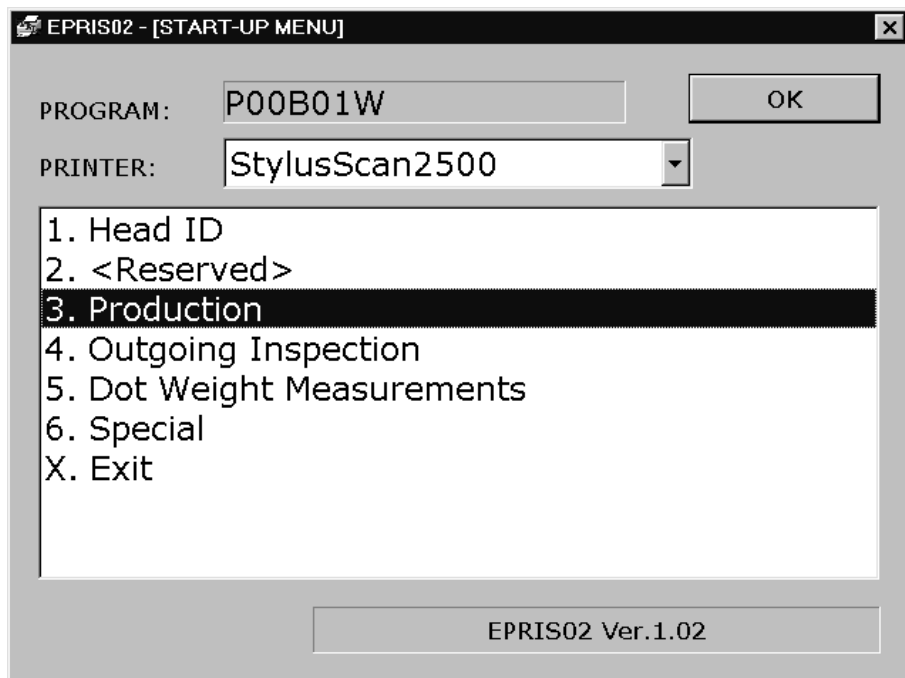 EPRIS02 - [START-UP MENU]
PROGRAM: P00B01W OK
PRINTER: StylusScan2500
1. Head ID
2. <Reserved>
3. Production
4. Outgoing Inspection
5. Dot Weight Measurements
6. Special
X. Exit
EPRIS02 Ver.1.02